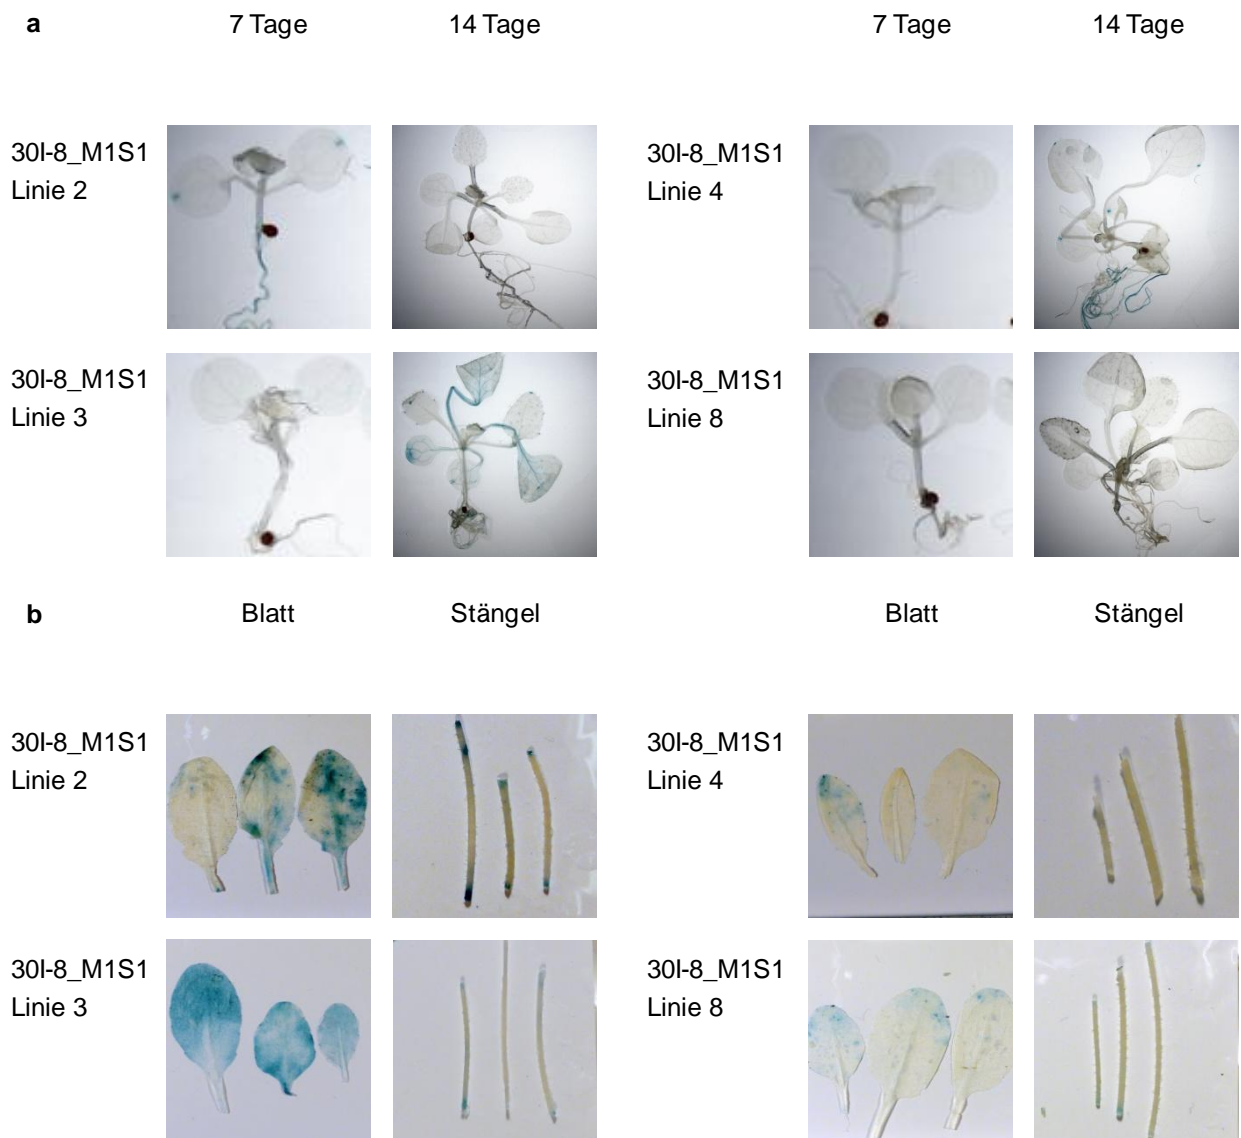 a 7 Tage 14 Tage 7 Tage 14 Tage
30I-8_M1S1
Linie 2
30I-8_M1S1
Linie 4
30I-8_M1S1
Linie 3
30I-8_M1S1
Linie 8
b Blatt Stängel Blatt Stängel
30I-8_M1S1
Linie 2
30I-8_M1S1
Linie 4
30I-8_M1S1
Linie 3
30I-8_M1S1
Linie 8